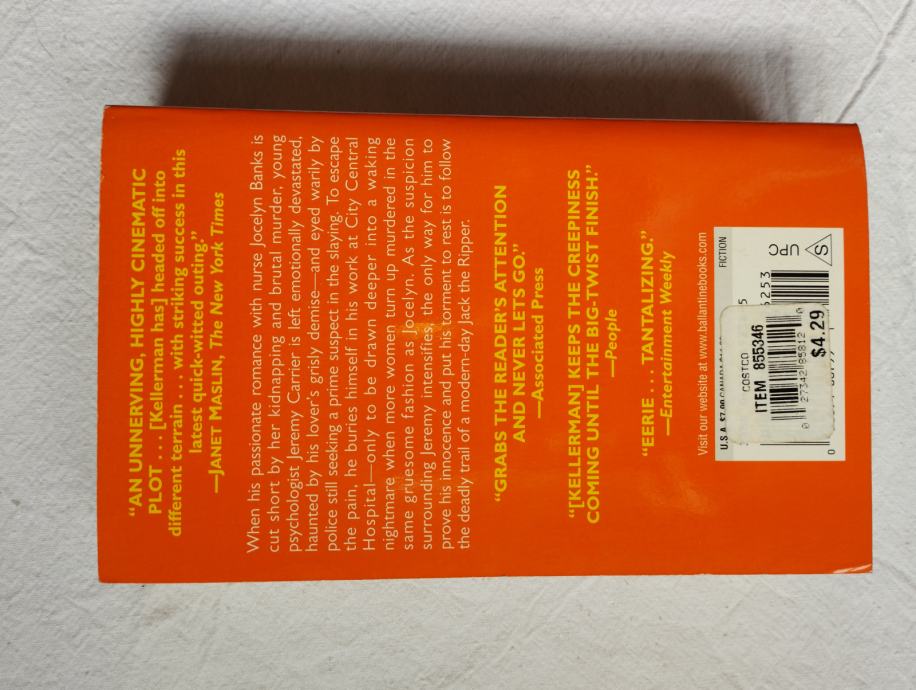 “AN UNNERVING, HIGHLY CINEMATIC
PLOT . . . [Kellerman has] headed off into
different terrain . . . with striking success in this
latest quick-witted outing.”
—JANET MASLIN, The New York Times
When his passionate romance with nurse Jocelyn Banks is
cut short by her kidnapping and brutal murder, young
psychologist Jeremy Carrier is left emotionally devastated,
haunted by his lover’s grisly demise—and eyed warily by
police still seeking a prime suspect in the slaying. To escape
the pain, he buries himself in his work at City Central
Hospital—only to be drawn deeper into a waking
nightmare when more women turn up murdered in the
same gruesome fashion as Jocelyn. As the suspicion
surrounding Jeremy intensifies, the only way for him to
prove his innocence and put his torment to rest is to follow
the deadly trail of a modern-day Jack the Ripper.
“GRABS THE READER’S ATTENTION
AND NEVER LETS GO.”
—Associated Press
“[KELLERMAN] KEEPS THE CREEPINESS
COMING UNTIL THE BIG-TWIST FINISH.”
—People
“EERIE . . . TANTALIZING.”
—Entertainment Weekly
Visit our website at www.ballantinebooks.com
U.S.A. $7.99 CANADA
FICTION
COSTCO
ITEM 855346
0 27342 85812 0
$4.29
5253
UPC
S